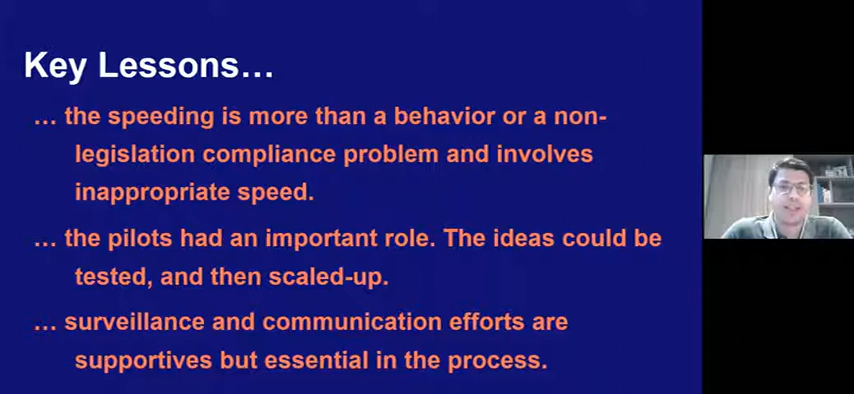 Key Lessons…
… the speeding is more than a behavior or a non-
legislation compliance problem and involves
inappropriate speed.
… the pilots had an important role. The ideas could be
tested, and then scaled-up.
… surveillance and communication efforts are
supportives but essential in the process.